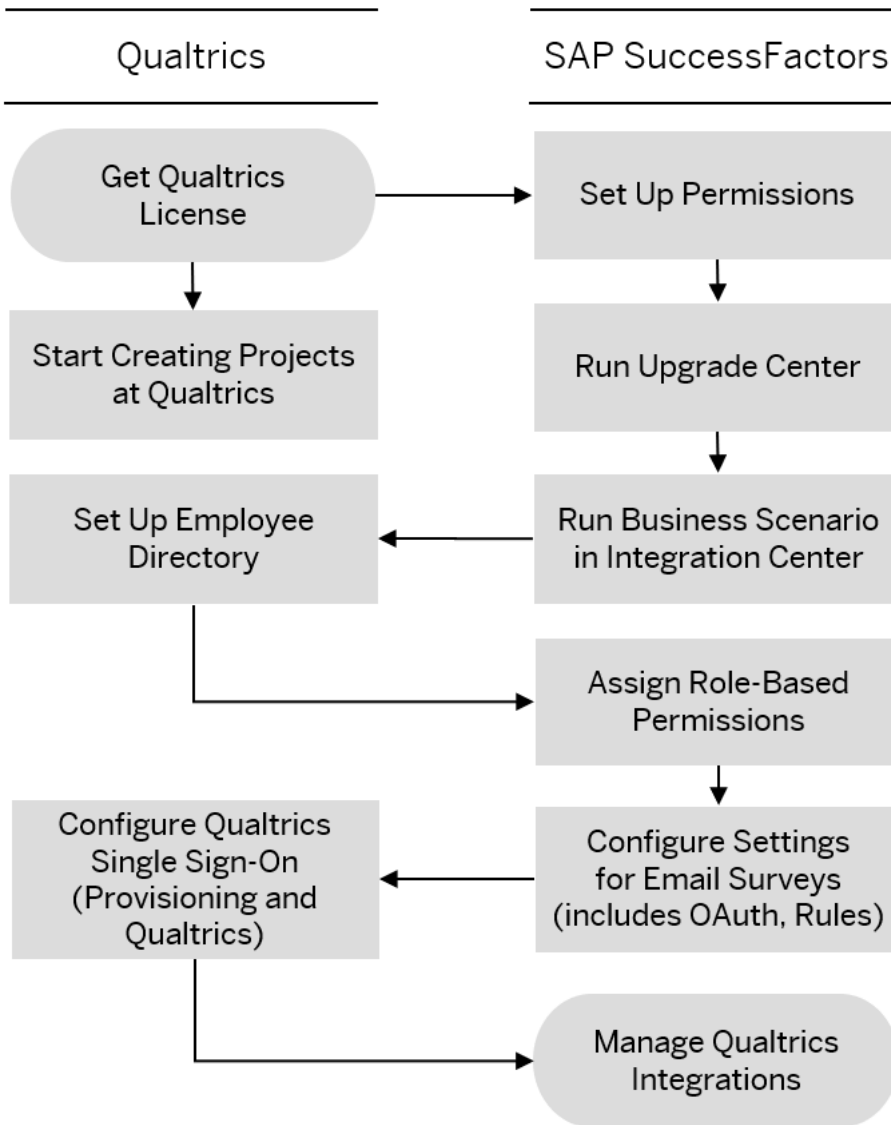 Qualtrics
SAP SuccessFactors
Get Qualtrics
License
Set Up Permissions
Start Creating Projects
at Qualtrics
Run Upgrade Center
Set Up Employee
Directory
Run Business Scenario
in Integration Center
Assign Role-Based
Permissions
Configure Qualtrics
Single Sign-On
(Provisioning and
Qualtrics)
Configure Settings
for Email Surveys
(includes OAuth, Rules)
Manage Qualtrics
Integrations